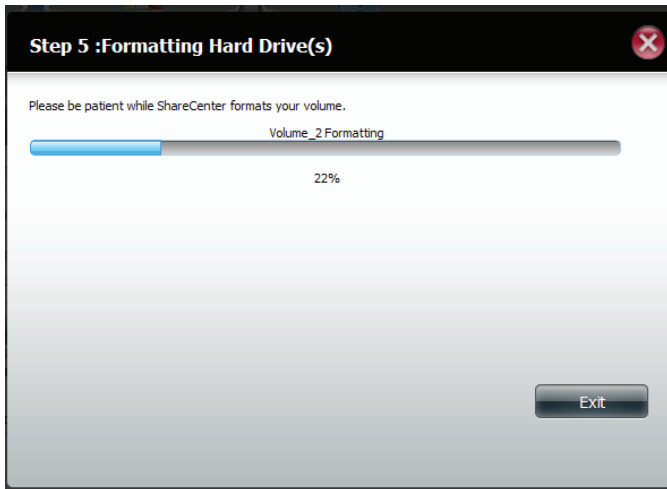 Step 5 :Formatting Hard Drive(s)
Please be patient while ShareCenter formats your volume.
Volume_2 Formatting
22%
Exit